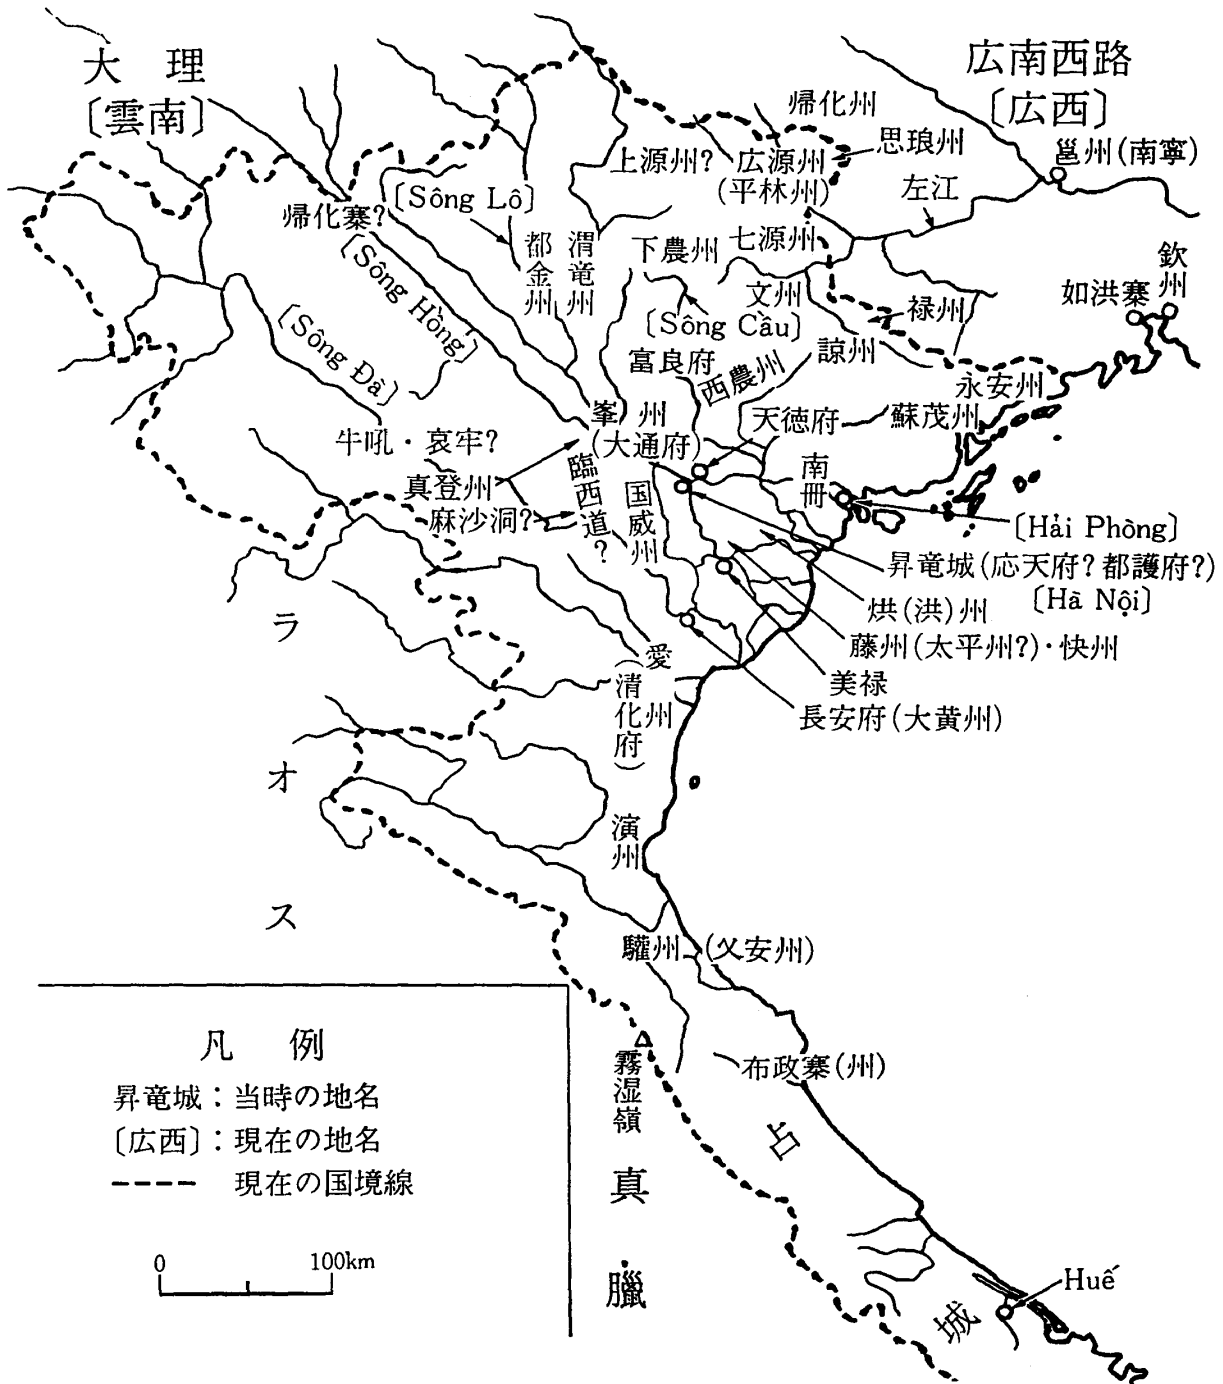 大理
〔雲南〕
広南西路
〔広西〕
帰化州
思琅州
邕州(南寧)
上源州?
広源州
(平林州)
左江
帰化寨?
〔Sông Lô〕
都金州
渭竜州
下農州
七源州
欽州
如洪寨
〔Sông Hồng〕
文州
〔Sông Cầu〕
禄州
〔Sông Đà〕
富良府
西農州
諒州
永安州
峯州
(大通府)
天徳府
蘇茂州
牛吼・哀牢?
真登州
麻沙洞?
臨西道?
国威州
南冊
〔Hải Phòng〕
昇竜城(応天府?都護府?)
〔Hà Nội〕
烘(洪)州
藤州(太平州?)・快州
美禄
長安府(大黄州)
愛州
(清化府)
ラオス
演州
驩州(乂安州)
霧湿嶺
布政寨(州)
占城
真臘
Huế
凡例
昇竜城:当時の地名
〔広西〕:現在の地名
---- 現在の国境線
0 100km